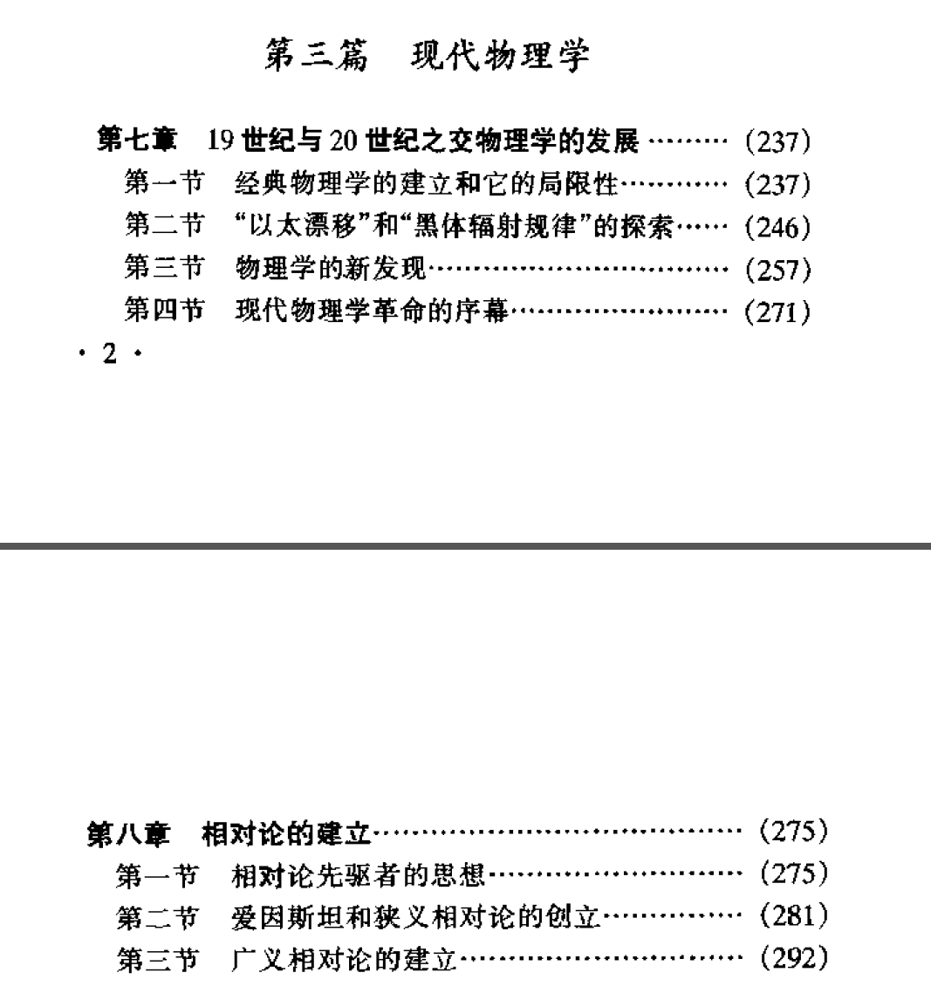 第三篇 现代物理学
第七章 19世纪与20世纪之交物理学的发展 ……… (237)
第一节 经典物理学的建立和它的局限性………… (237)
第二节 “以太漂移”和“黑体辐射规律”的探索…… (246)
第三节 物理学的新发现…………………………… (257)
第四节 现代物理学革命的序幕…………………… (271)
· 2 ·
第八章 相对论的建立………………………………… (275)
第一节 相对论先驱者的思想……………………… (275)
第二节 爱因斯坦和狭义相对论的创立…………… (281)
第三节 广义相对论的建立………………………… (292)